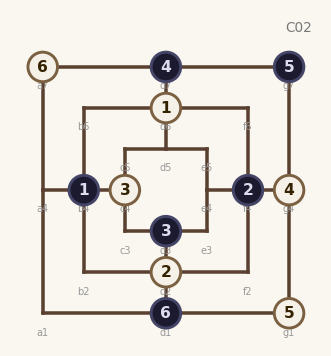 C02
6 4 5
a7 d7 g7
1
b6 d6 f6
c5 d5 e5
1 3 2 4
a4 b4 c4 e4 f4 g4
3
c3 d3 e3
2
b2 d2 f2
6 5
a1 d1 g1